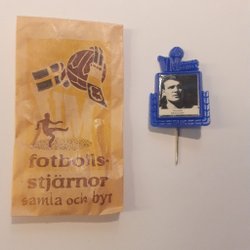 fotbolls-
stjärnor
samla och byt